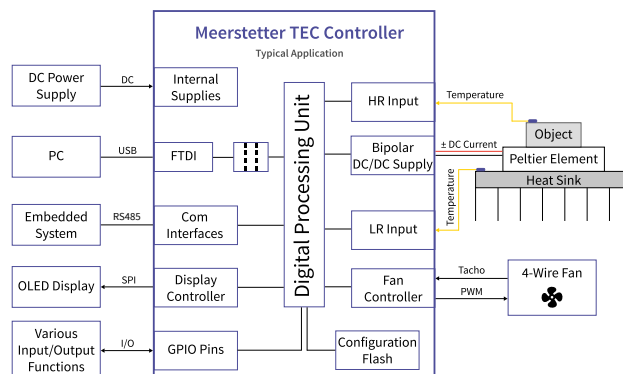 Meerstetter TEC Controller
Typical Application
DC Power
Supply
DC
Internal
Supplies
PC
USB
FTDI
Embedded
System
RS485
Com
Interfaces
OLED Display
SPI
Display
Controller
Various
Input/Output
Functions
I/O
GPIO Pins
Digital Processing Unit
HR Input
Bipolar
DC/DC Supply
LR Input
Fan
Controller
Configuration
Flash
Temperature
± DC Current
Temperature
Object
Peltier Element
Heat Sink
Tacho
PWM
4-Wire Fan